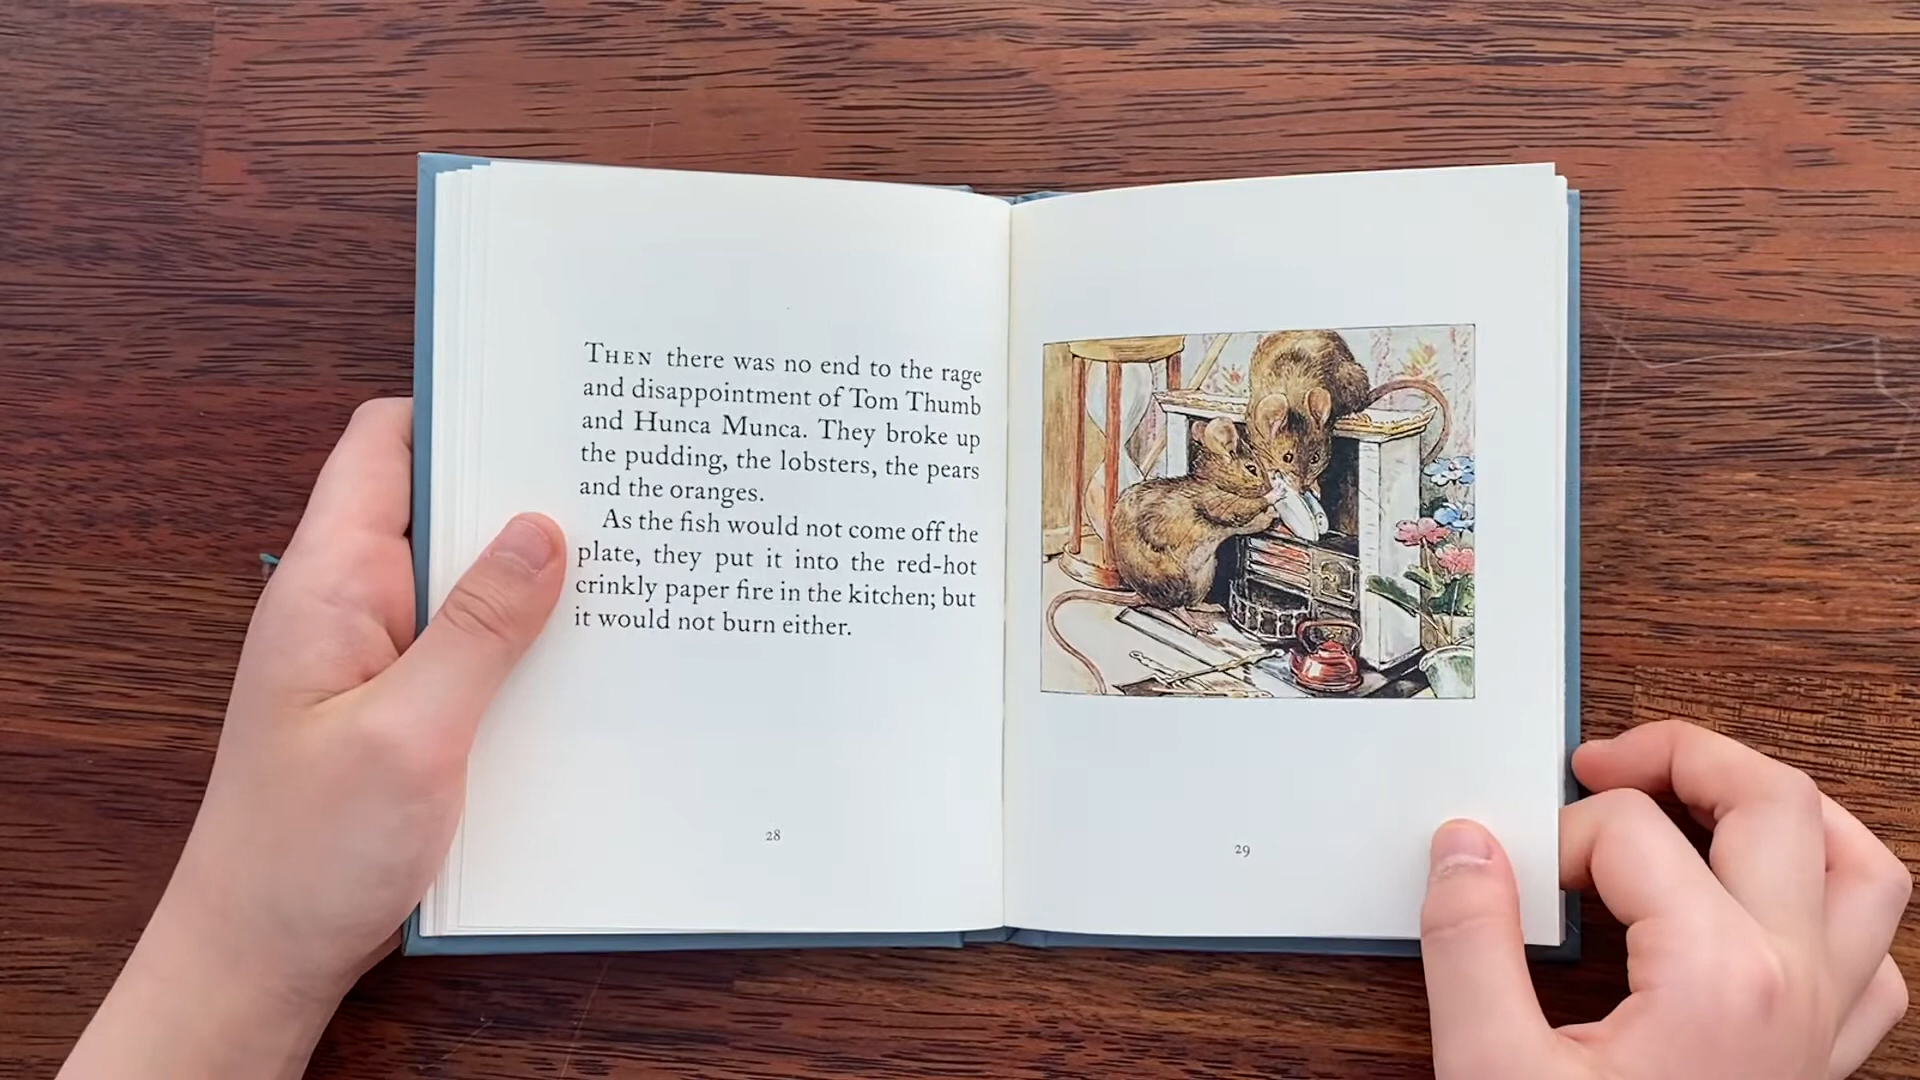 THEN there was no end to the rage
and disappointment of Tom Thumb
and Hunca Munca. They broke up
the pudding, the lobsters, the pears
and the oranges.
As the fish would not come off the
plate, they put it into the red-hot
crinkly paper fire in the kitchen; but
it would not burn either.
28
29